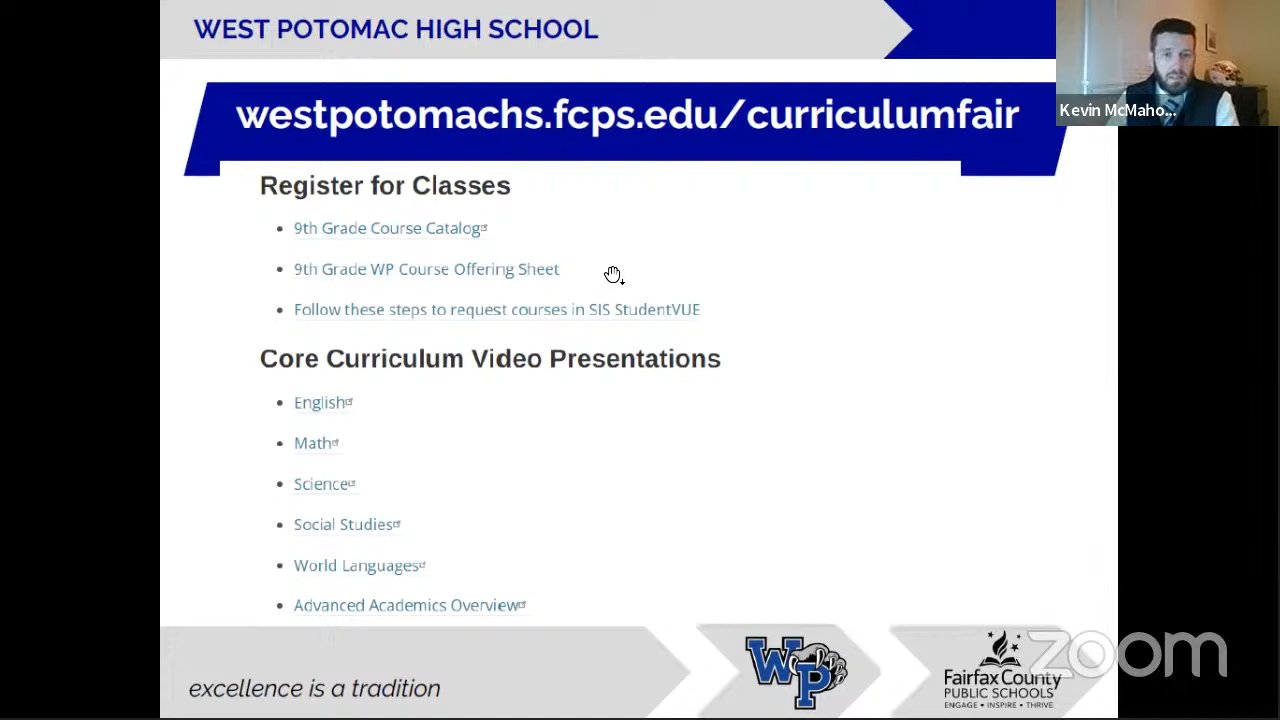 WEST POTOMAC HIGH SCHOOL
westpotomachs.fcps.edu/curriculumfair
Kevin McMaho...
Register for Classes
9th Grade Course Catalog
9th Grade WP Course Offering Sheet
Follow these steps to request courses in SIS StudentVUE
Core Curriculum Video Presentations
English
Math
Science
Social Studies
World Languages
Advanced Academics Overview
excellence is a tradition
WP
Fairfax County
PUBLIC SCHOOLS
ENGAGE • INSPIRE • THRIVE
zoom